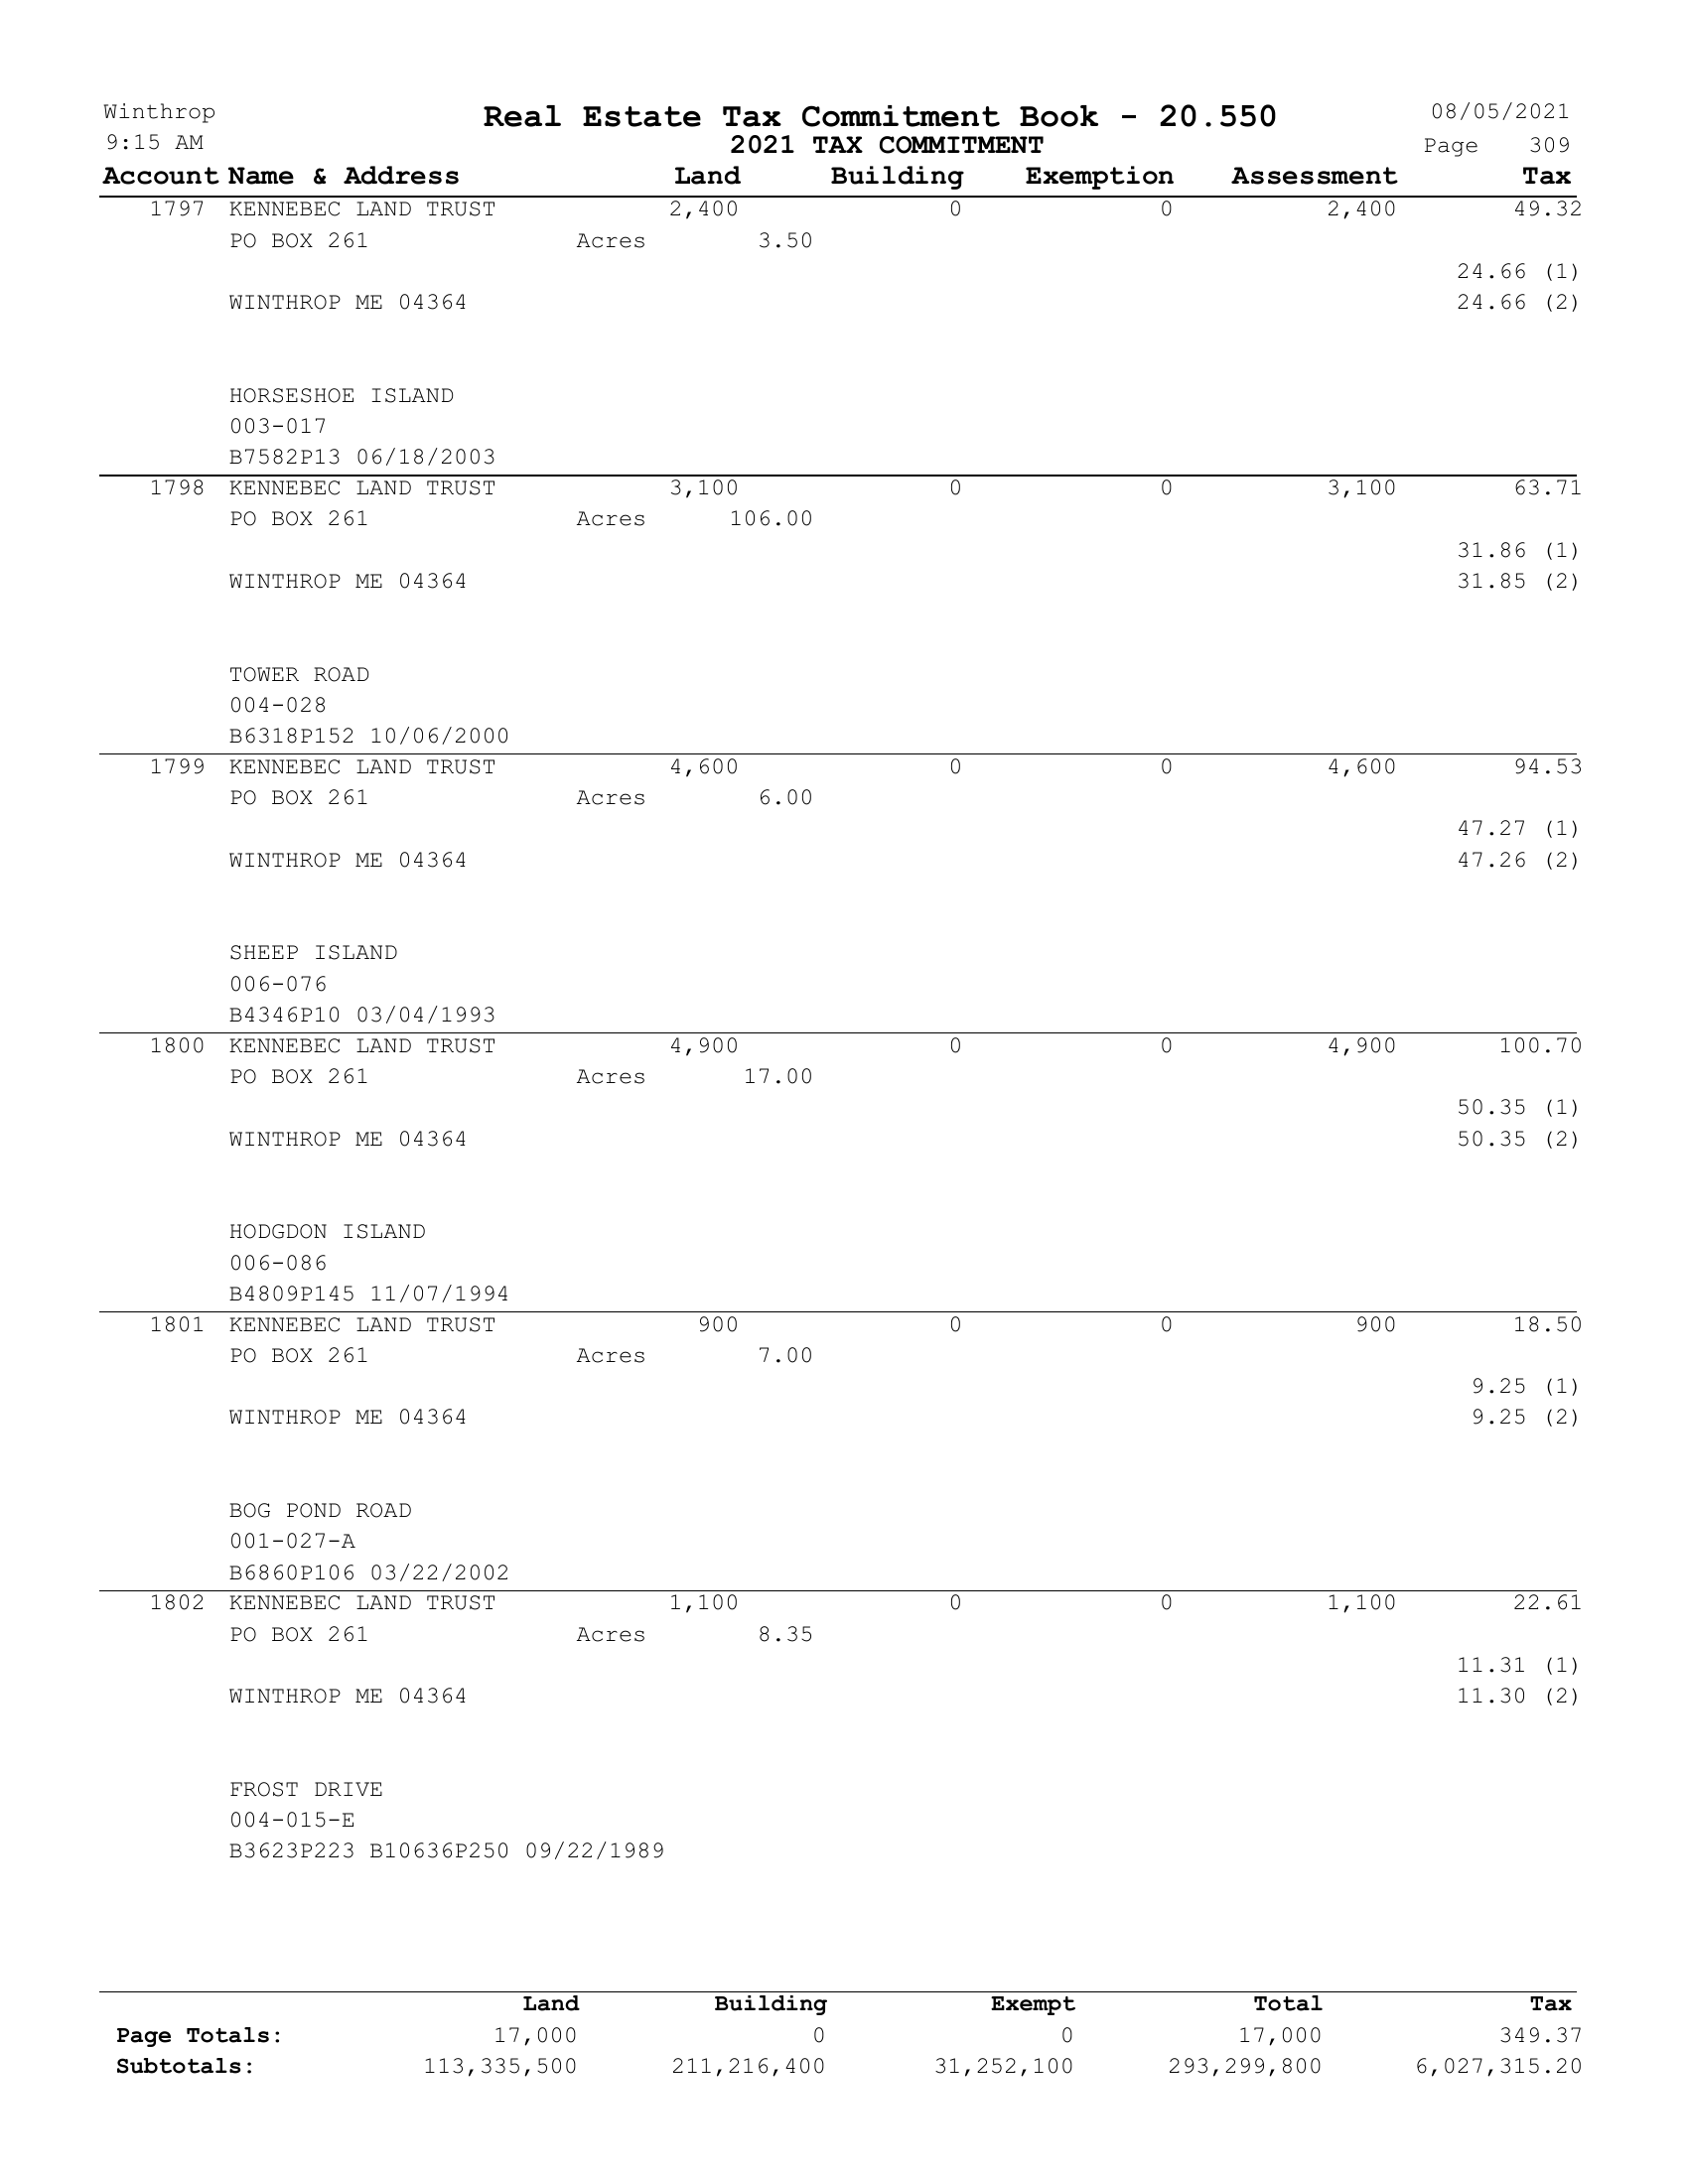 Winthrop Real Estate Tax Commitment Book - 20.550 08/05/2021
9:15 AM 2021 TAX COMMITMENT Page 309
Account Name & Address Land Building Exemption Assessment Tax
1797 KENNEBEC LAND TRUST 2,400 0 0 2,400 49.32
PO BOX 261 Acres 3.50
24.66 (1)
WINTHROP ME 04364 24.66 (2)
HORSESHOE ISLAND
003-017
B7582P13 06/18/2003
1798 KENNEBEC LAND TRUST 3,100 0 0 3,100 63.71
PO BOX 261 Acres 106.00
31.86 (1)
WINTHROP ME 04364 31.85 (2)
TOWER ROAD
004-028
B6318P152 10/06/2000
1799 KENNEBEC LAND TRUST 4,600 0 0 4,600 94.53
PO BOX 261 Acres 6.00
47.27 (1)
WINTHROP ME 04364 47.26 (2)
SHEEP ISLAND
006-076
B4346P10 03/04/1993
1800 KENNEBEC LAND TRUST 4,900 0 0 4,900 100.70
PO BOX 261 Acres 17.00
50.35 (1)
WINTHROP ME 04364 50.35 (2)
HODGDON ISLAND
006-086
B4809P145 11/07/1994
1801 KENNEBEC LAND TRUST 900 0 0 900 18.50
PO BOX 261 Acres 7.00
9.25 (1)
WINTHROP ME 04364 9.25 (2)
BOG POND ROAD
001-027-A
B6860P106 03/22/2002
1802 KENNEBEC LAND TRUST 1,100 0 0 1,100 22.61
PO BOX 261 Acres 8.35
11.31 (1)
WINTHROP ME 04364 11.30 (2)
FROST DRIVE
004-015-E
B3623P223 B10636P250 09/22/1989
Land Building Exempt Total Tax
Page Totals: 17,000 0 0 17,000 349.37
Subtotals: 113,335,500 211,216,400 31,252,100 293,299,800 6,027,315.20